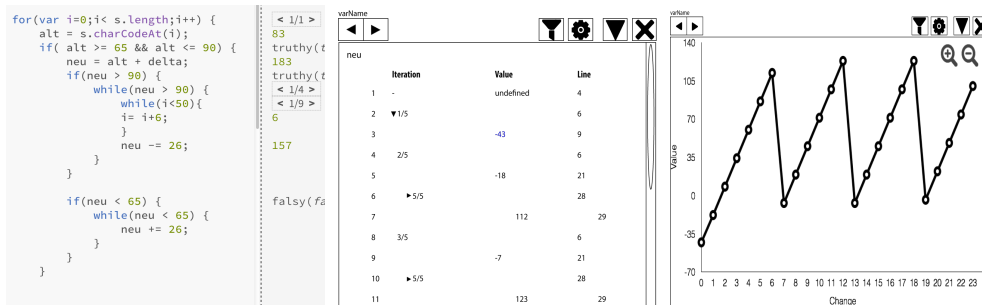 for(var i=0;i< s.length;i++) {
alt = s.charCodeAt(i);
if( alt >= 65 && alt <= 90) {
neu = alt + delta;
if(neu > 90) {
while(neu > 90) {
while(i<50){
i= i+6;
}
neu -= 26;
}
}
if(neu < 65) {
while(neu < 65) {
neu += 26;
}
}
}
< 1/1 >
83
truthy(t
183
truthy(t
< 1/4 >
< 1/9 >
6
157
falsy(fa
varName
neu
Iteration Value Line
1 - undefined 4
2 ▼1/5 6
3 -43 9
4 2/5 6
5 -18 21
6 ►5/5 28
7 112 29
8 3/5 6
9 -7 21
10 ►5/5 28
11 123 29
varName
140
105
70
35
0
-35
-70
Value
0 1 2 3 4 5 6 7 8 9 10 11 12 13 14 15 16 17 18 19 20 21 22 23
Change